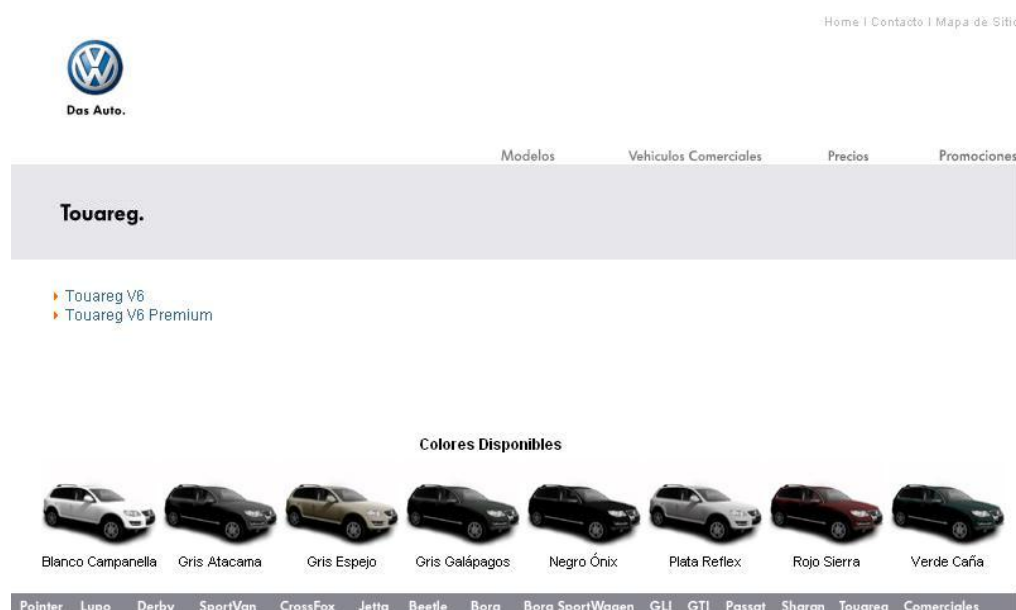 Home I Contacto I Mapa de Sitio
Das Auto.
Modelos Vehiculos Comerciales Precios Promociones
Touareg.
Touareg V6
Touareg V6 Premium
Colores Disponibles
Blanco Campanella Gris Atacama Gris Espejo Gris Galápagos Negro Ónix Plata Reflex Rojo Sierra Verde Caña
Pointer Lupo Derby SportVan CrossFox Jetta Beetle Bora Bora SportWagen GLI GTI Passat Sharan Touareg Comerciales